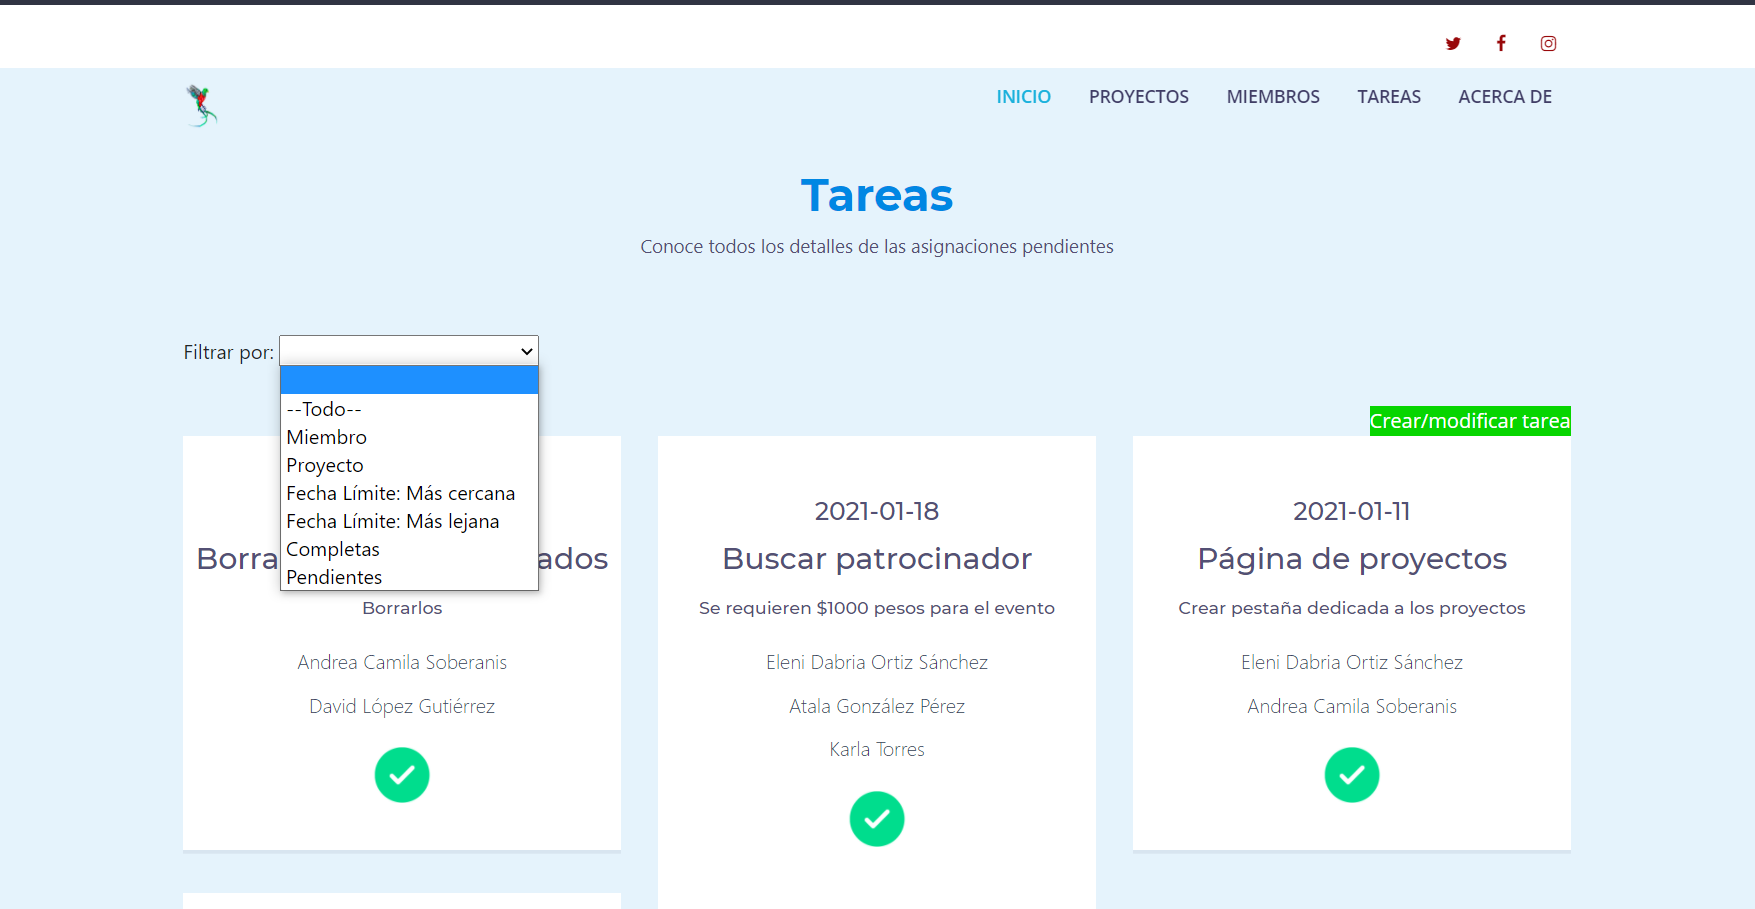 INICIO PROYECTOS MIEMBROS TAREAS ACERCA DE
Tareas
Conoce todos los detalles de las asignaciones pendientes
Filtrar por:
--Todo--
Miembro
Proyecto
Fecha Límite: Más cercana
Fecha Límite: Más lejana
Completas
Pendientes
Crear/modificar tarea
Borrarlos
Andrea Camila Soberanis
David López Gutiérrez
2021-01-18
Buscar patrocinador
Se requieren $1000 pesos para el evento
Eleni Dabria Ortiz Sánchez
Atala González Pérez
Karla Torres
2021-01-11
Página de proyectos
Crear pestaña dedicada a los proyectos
Eleni Dabria Ortiz Sánchez
Andrea Camila Soberanis